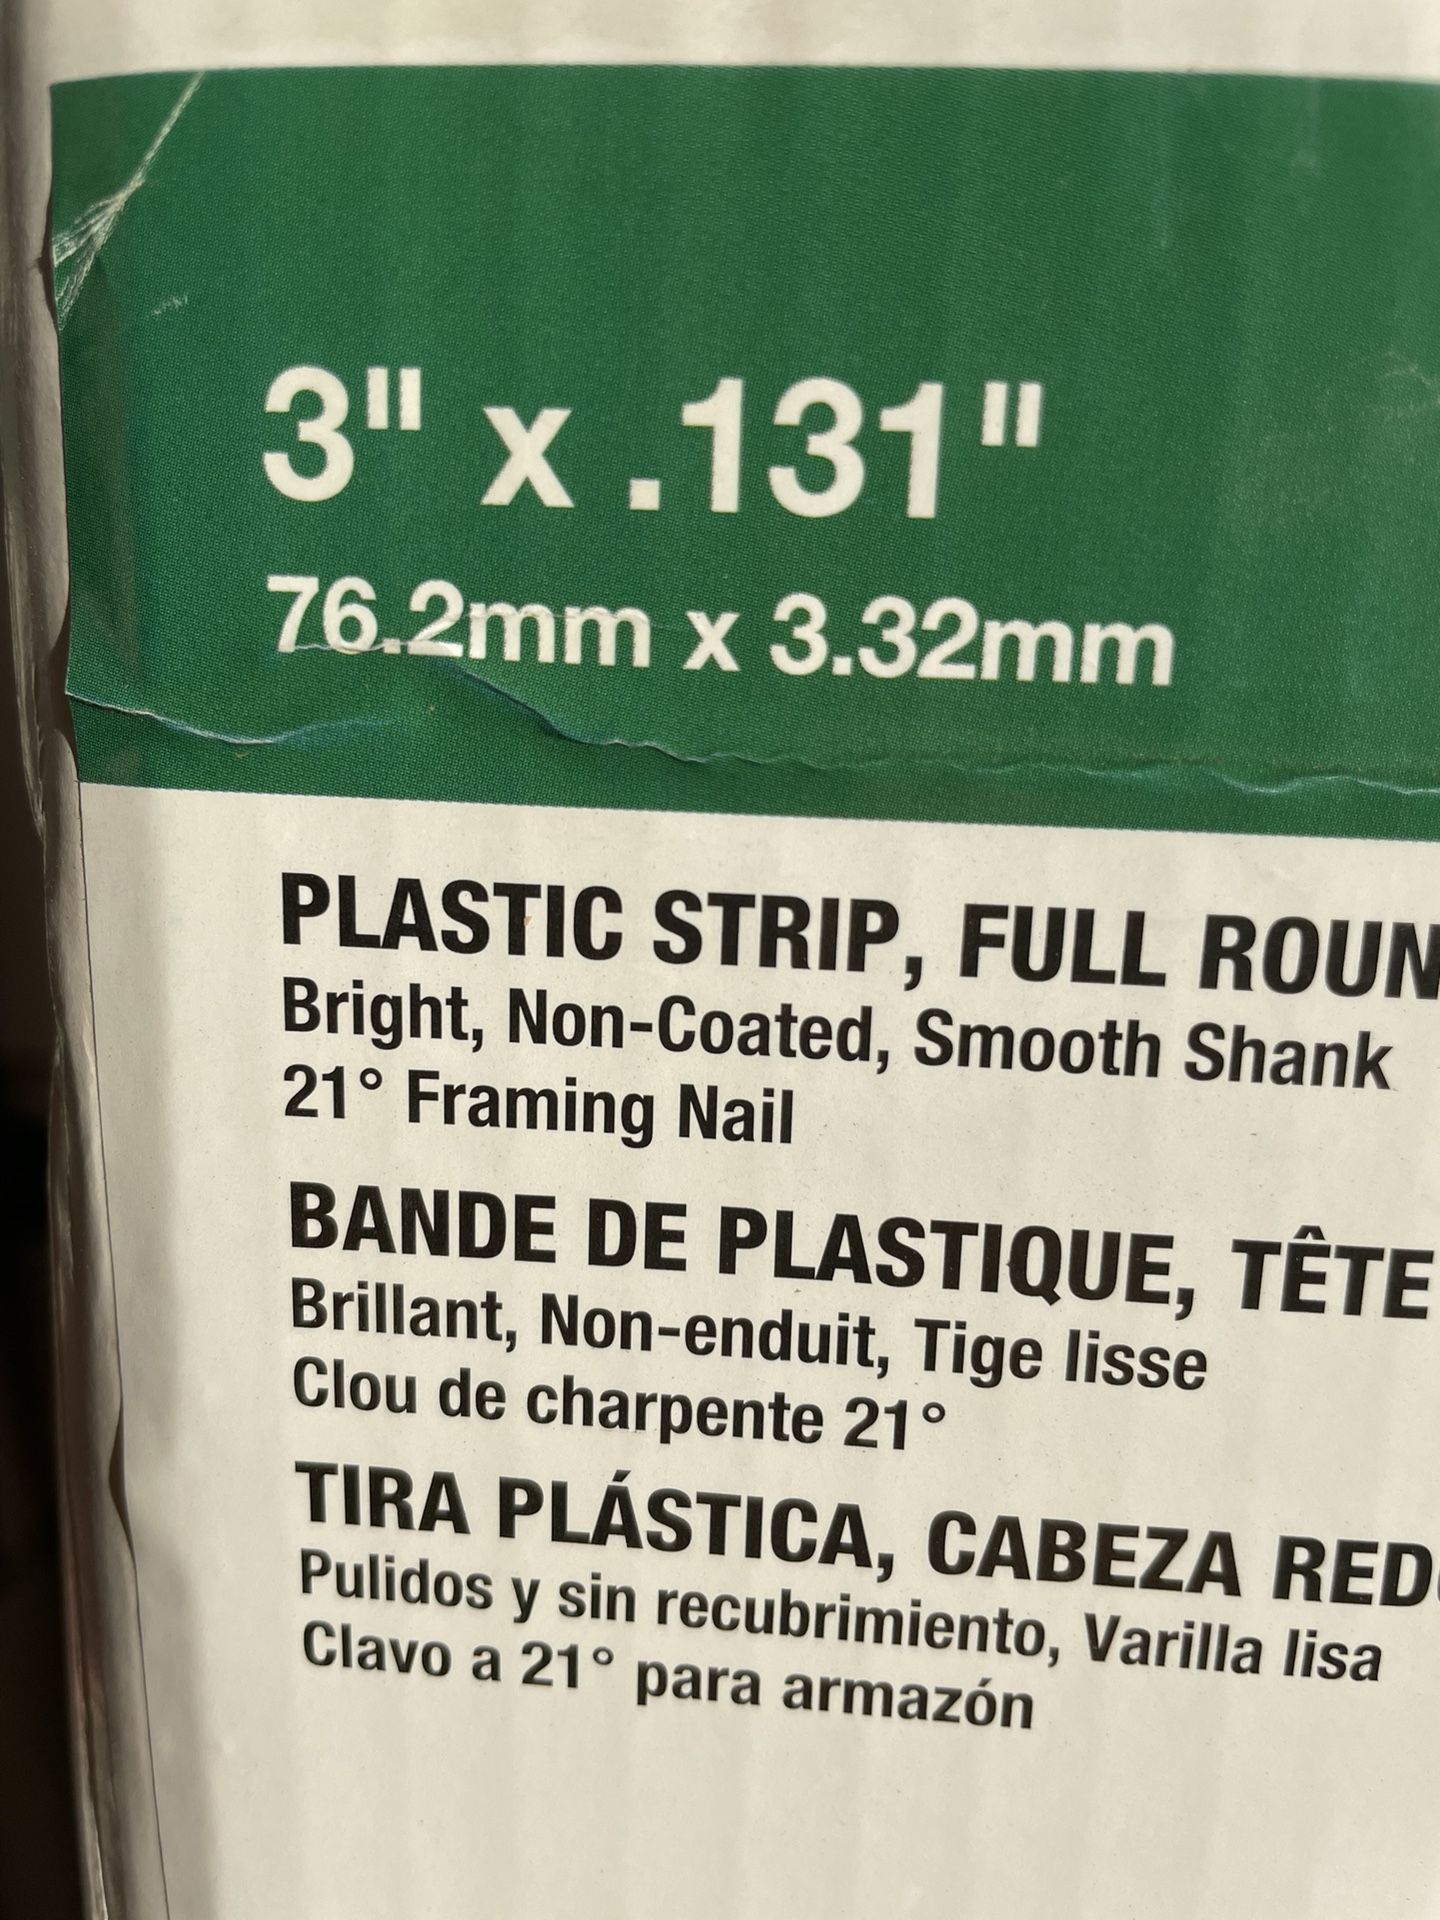 3" x .131"
76.2mm x 3.32mm
PLASTIC STRIP, FULL ROUN
Bright, Non-Coated, Smooth Shank
21° Framing Nail
BANDE DE PLASTIQUE, TÊTE
Brillant, Non-enduit, Tige lisse
Clou de charpente 21°
TIRA PLÁSTICA, CABEZA RED
Pulidos y sin recubrimiento, Varilla lisa
Clavo a 21° para armazón